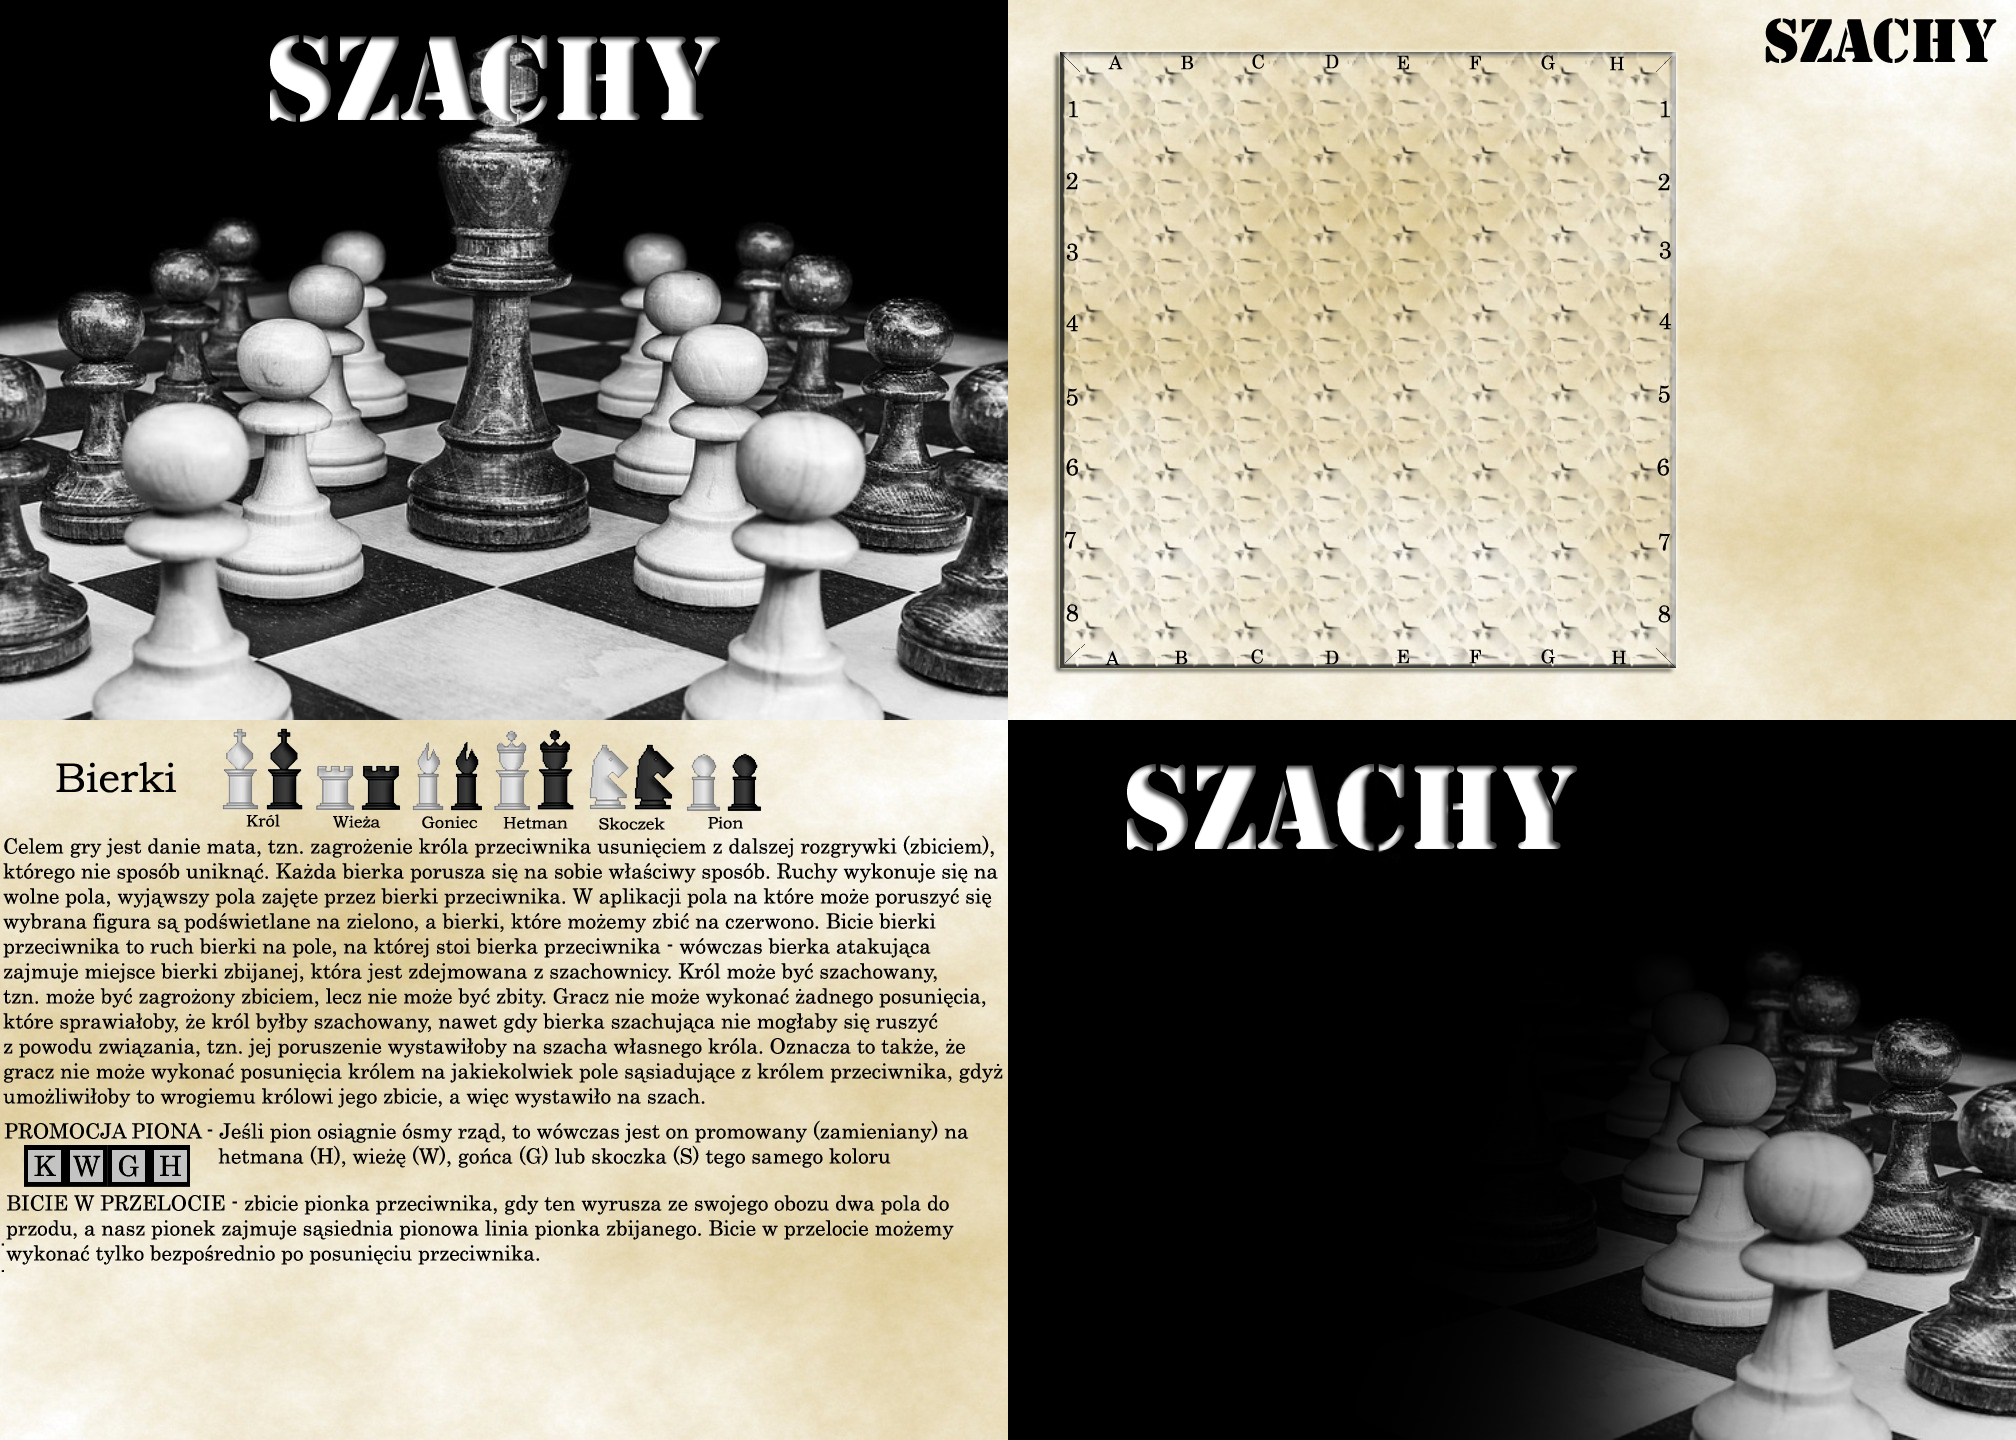 SZACHY
SZACHY
A B C D E F G H
1 1
2 2
3 3
4 4
5 5
6 6
7 7
8 8
A B C D E F G H
Bierki
Król Wieża Goniec Hetman Skoczek Pion
Celem gry jest danie mata, tzn. zagrożenie króla przeciwnika usunięciem z dalszej rozgrywki (zbiciem),
którego nie sposób uniknąć. Każda bierka porusza się na sobie właściwy sposób. Ruchy wykonuje się na
wolne pola, wyjąwszy pola zajęte przez bierki przeciwnika. W aplikacji pola na które może poruszyć się
wybrana figura są podświetlane na zielono, a bierki, które możemy zbić na czerwono. Bicie bierki
przeciwnika to ruch bierki na pole, na której stoi bierka przeciwnika - wówczas bierka atakująca
zajmuje miejsce bierki zbijanej, która jest zdejmowana z szachownicy. Król może być szachowany,
tzn. może być zagrożony zbiciem, lecz nie może być zbity. Gracz nie może wykonać żadnego posunięcia,
które sprawiałoby, że król byłby szachowany, nawet gdy bierka szachująca nie mogłaby się ruszyć
z powodu związania, tzn. jej poruszenie wystawiłoby na szacha własnego króla. Oznacza to także, że
gracz nie może wykonać posunięcia królem na jakiekolwiek pole sąsiadujące z królem przeciwnika, gdyż
umożliwiłoby to wrogiemu królowi jego zbicie, a więc wystawiło na szach.
PROMOCJA PIONA - Jeśli pion osiągnie ósmy rząd, to wówczas jest on promowany (zamieniany) na
K W G H hetmana (H), wieżę (W), gońca (G) lub skoczka (S) tego samego koloru
BICIE W PRZELOCIE - zbicie pionka przeciwnika, gdy ten wyrusza ze swojego obozu dwa pola do
przodu, a nasz pionek zajmuje sąsiednia pionowa linia pionka zbijanego. Bicie w przelocie możemy
wykonać tylko bezpośrednio po posunięciu przeciwnika.
SZACHY